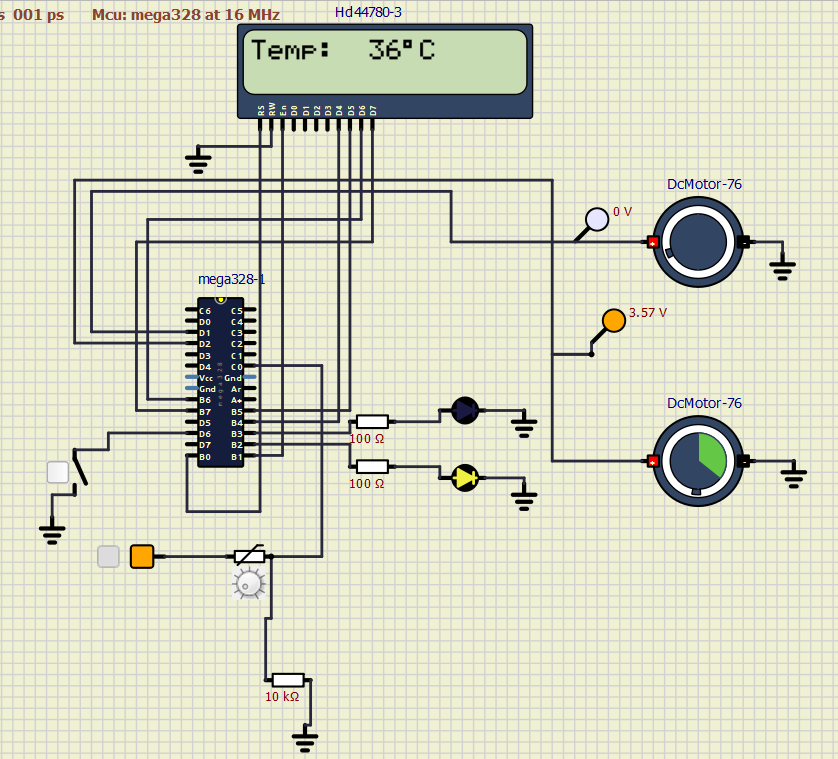 s 001 ps Mcu: mega328 at 16 MHz
Hd44780-3
Temp: 36°C
RS RW En D0 D1 D2 D3 D4 D5 D6 D7
DcMotor-76
0 V
mega328-1
3.57 V
C6 C5
D0 C4
D1 C3
D2 C2
D3 C1
D4 C0
Vcc Gnd
Gnd Ar
B6 A+
B7 B5
D5 B4
D6 B3
D7 B2
B0 B1
mega328
DcMotor-76
100 Ω
100 Ω
10 kΩ